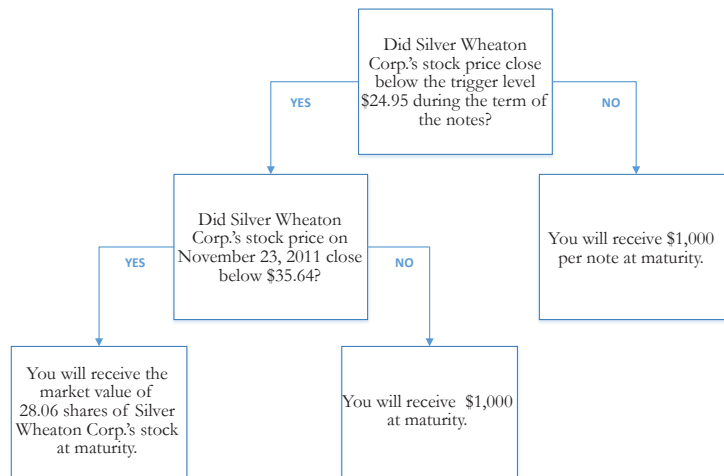 Did Silver Wheaton
Corp.'s stock price close
below the trigger level
$24.95 during the term of
the notes?
YES
NO
Did Silver Wheaton
Corp.'s stock price on
November 23, 2011 close
below $35.64?
You will receive $1,000
per note at maturity.
YES
NO
You will receive the
market value of
28.06 shares of Silver
Wheaton Corp.'s stock
at maturity.
You will receive $1,000
at maturity.